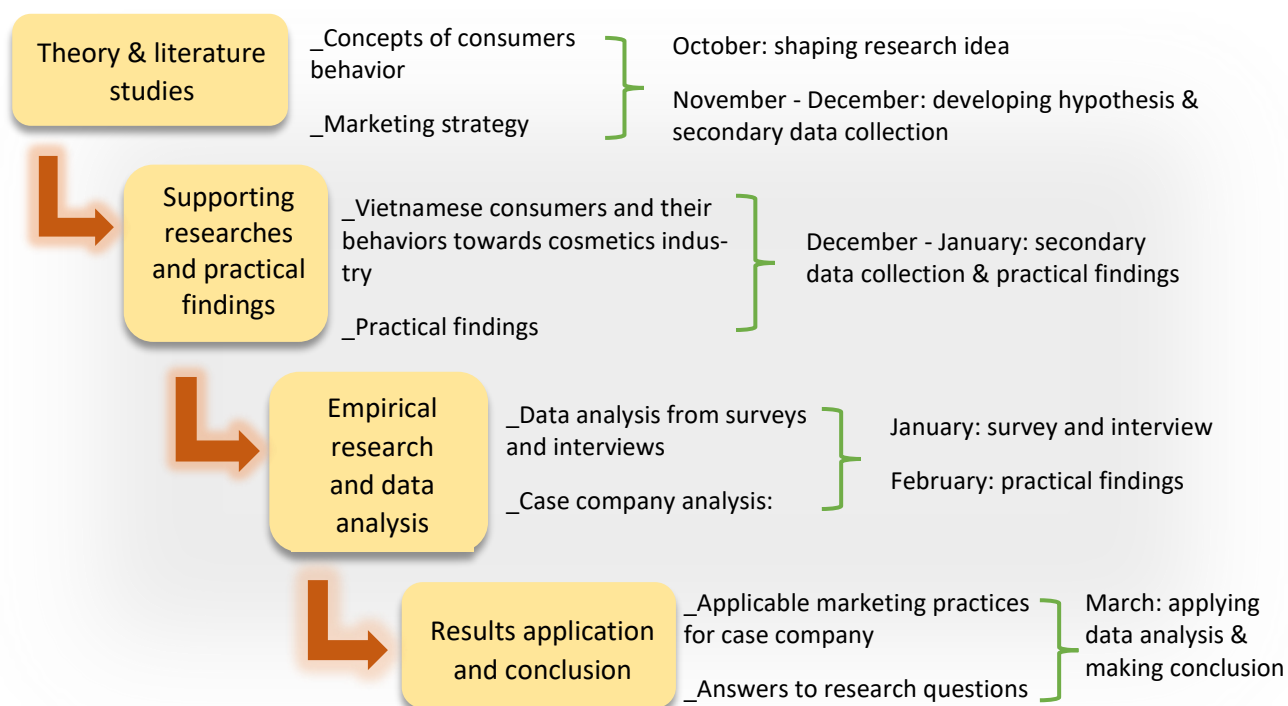 Theory & literature
studies
_Concepts of consumers
behavior
_Marketing strategy
October: shaping research idea
November - December: developing hypothesis &
secondary data collection
Supporting
researches
and practical
findings
_Vietnamese consumers and their
behaviors towards cosmetics indus-
try
_Practical findings
December - January: secondary
data collection & practical findings
Empirical
research
and data
analysis
_Data analysis from surveys
and interviews
_Case company analysis:
January: survey and interview
February: practical findings
Results application
and conclusion
_Applicable marketing practices
for case company
_Answers to research questions
March: applying
data analysis &
making conclusion